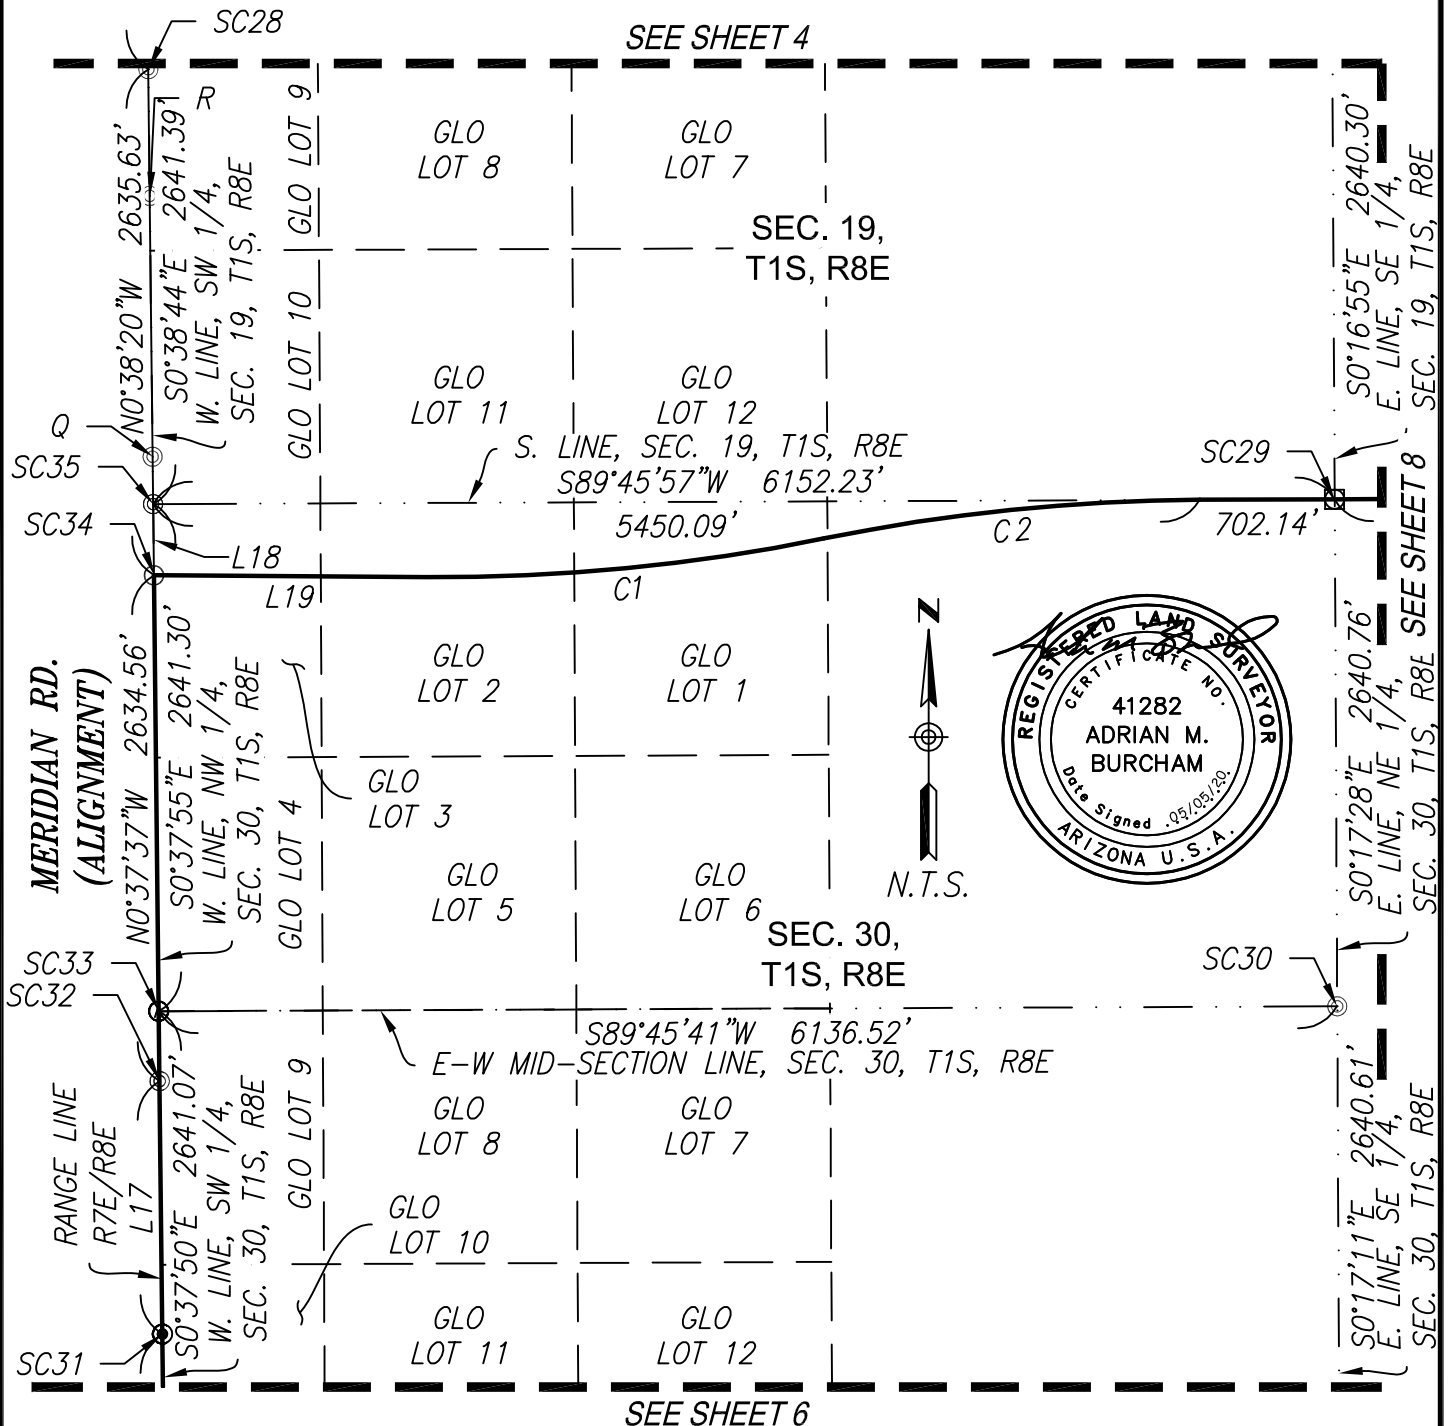 SC28
SEE SHEET 4
R
N0°38'20"W 2635.63'
S0°38'44"E 2641.39'
W. LINE, SW 1/4,
SEC. 19, T1S, R8E
GLO LOT 9
GLO
LOT 8
GLO
LOT 7
SEC. 19,
T1S, R8E
S0°16'55"E 2640.30'
E. LINE, SE 1/4,
SEC. 19, T1S, R8E
GLO LOT 10
GLO
LOT 11
GLO
LOT 12
Q
SC35
S. LINE, SEC. 19, T1S, R8E
S89°45'57"W 6152.23'
5450.09'
SC29
702.14'
SEE SHEET 8
SC34
L18
L19
C1
C2
MERIDIAN RD.
(ALIGNMENT)
N0°37'37"W 2634.56'
S0°37'55"E 2641.30'
W. LINE, NW 1/4,
SEC. 30, T1S, R8E
GLO LOT 4
GLO
LOT 2
GLO
LOT 1
GLO
LOT 3
GLO
LOT 5
GLO
LOT 6
N
N.T.S.
REGISTERED LAND SURVEYOR
CERTIFICATE NO.
41282
ADRIAN M.
BURCHAM
Date Signed 05/05/20
ARIZONA U.S.A.
S0°17'28"E 2640.76'
E. LINE, NE 1/4,
SEC. 30, T1S, R8E
SEC. 30,
T1S, R8E
SC33
SC32
SC30
S89°45'41"W 6136.52'
E-W MID-SECTION LINE, SEC. 30, T1S, R8E
RANGE LINE
R7E/R8E
L17
S0°37'50"E 2641.07'
W. LINE, SW 1/4,
SEC. 30, T1S, R8E
GLO LOT 9
GLO
LOT 8
GLO
LOT 7
GLO
LOT 10
GLO
LOT 11
GLO
LOT 12
S0°17'11"E 2640.61'
E. LINE, SE 1/4,
SEC. 30, T1S, R8E
SC31
SEE SHEET 6